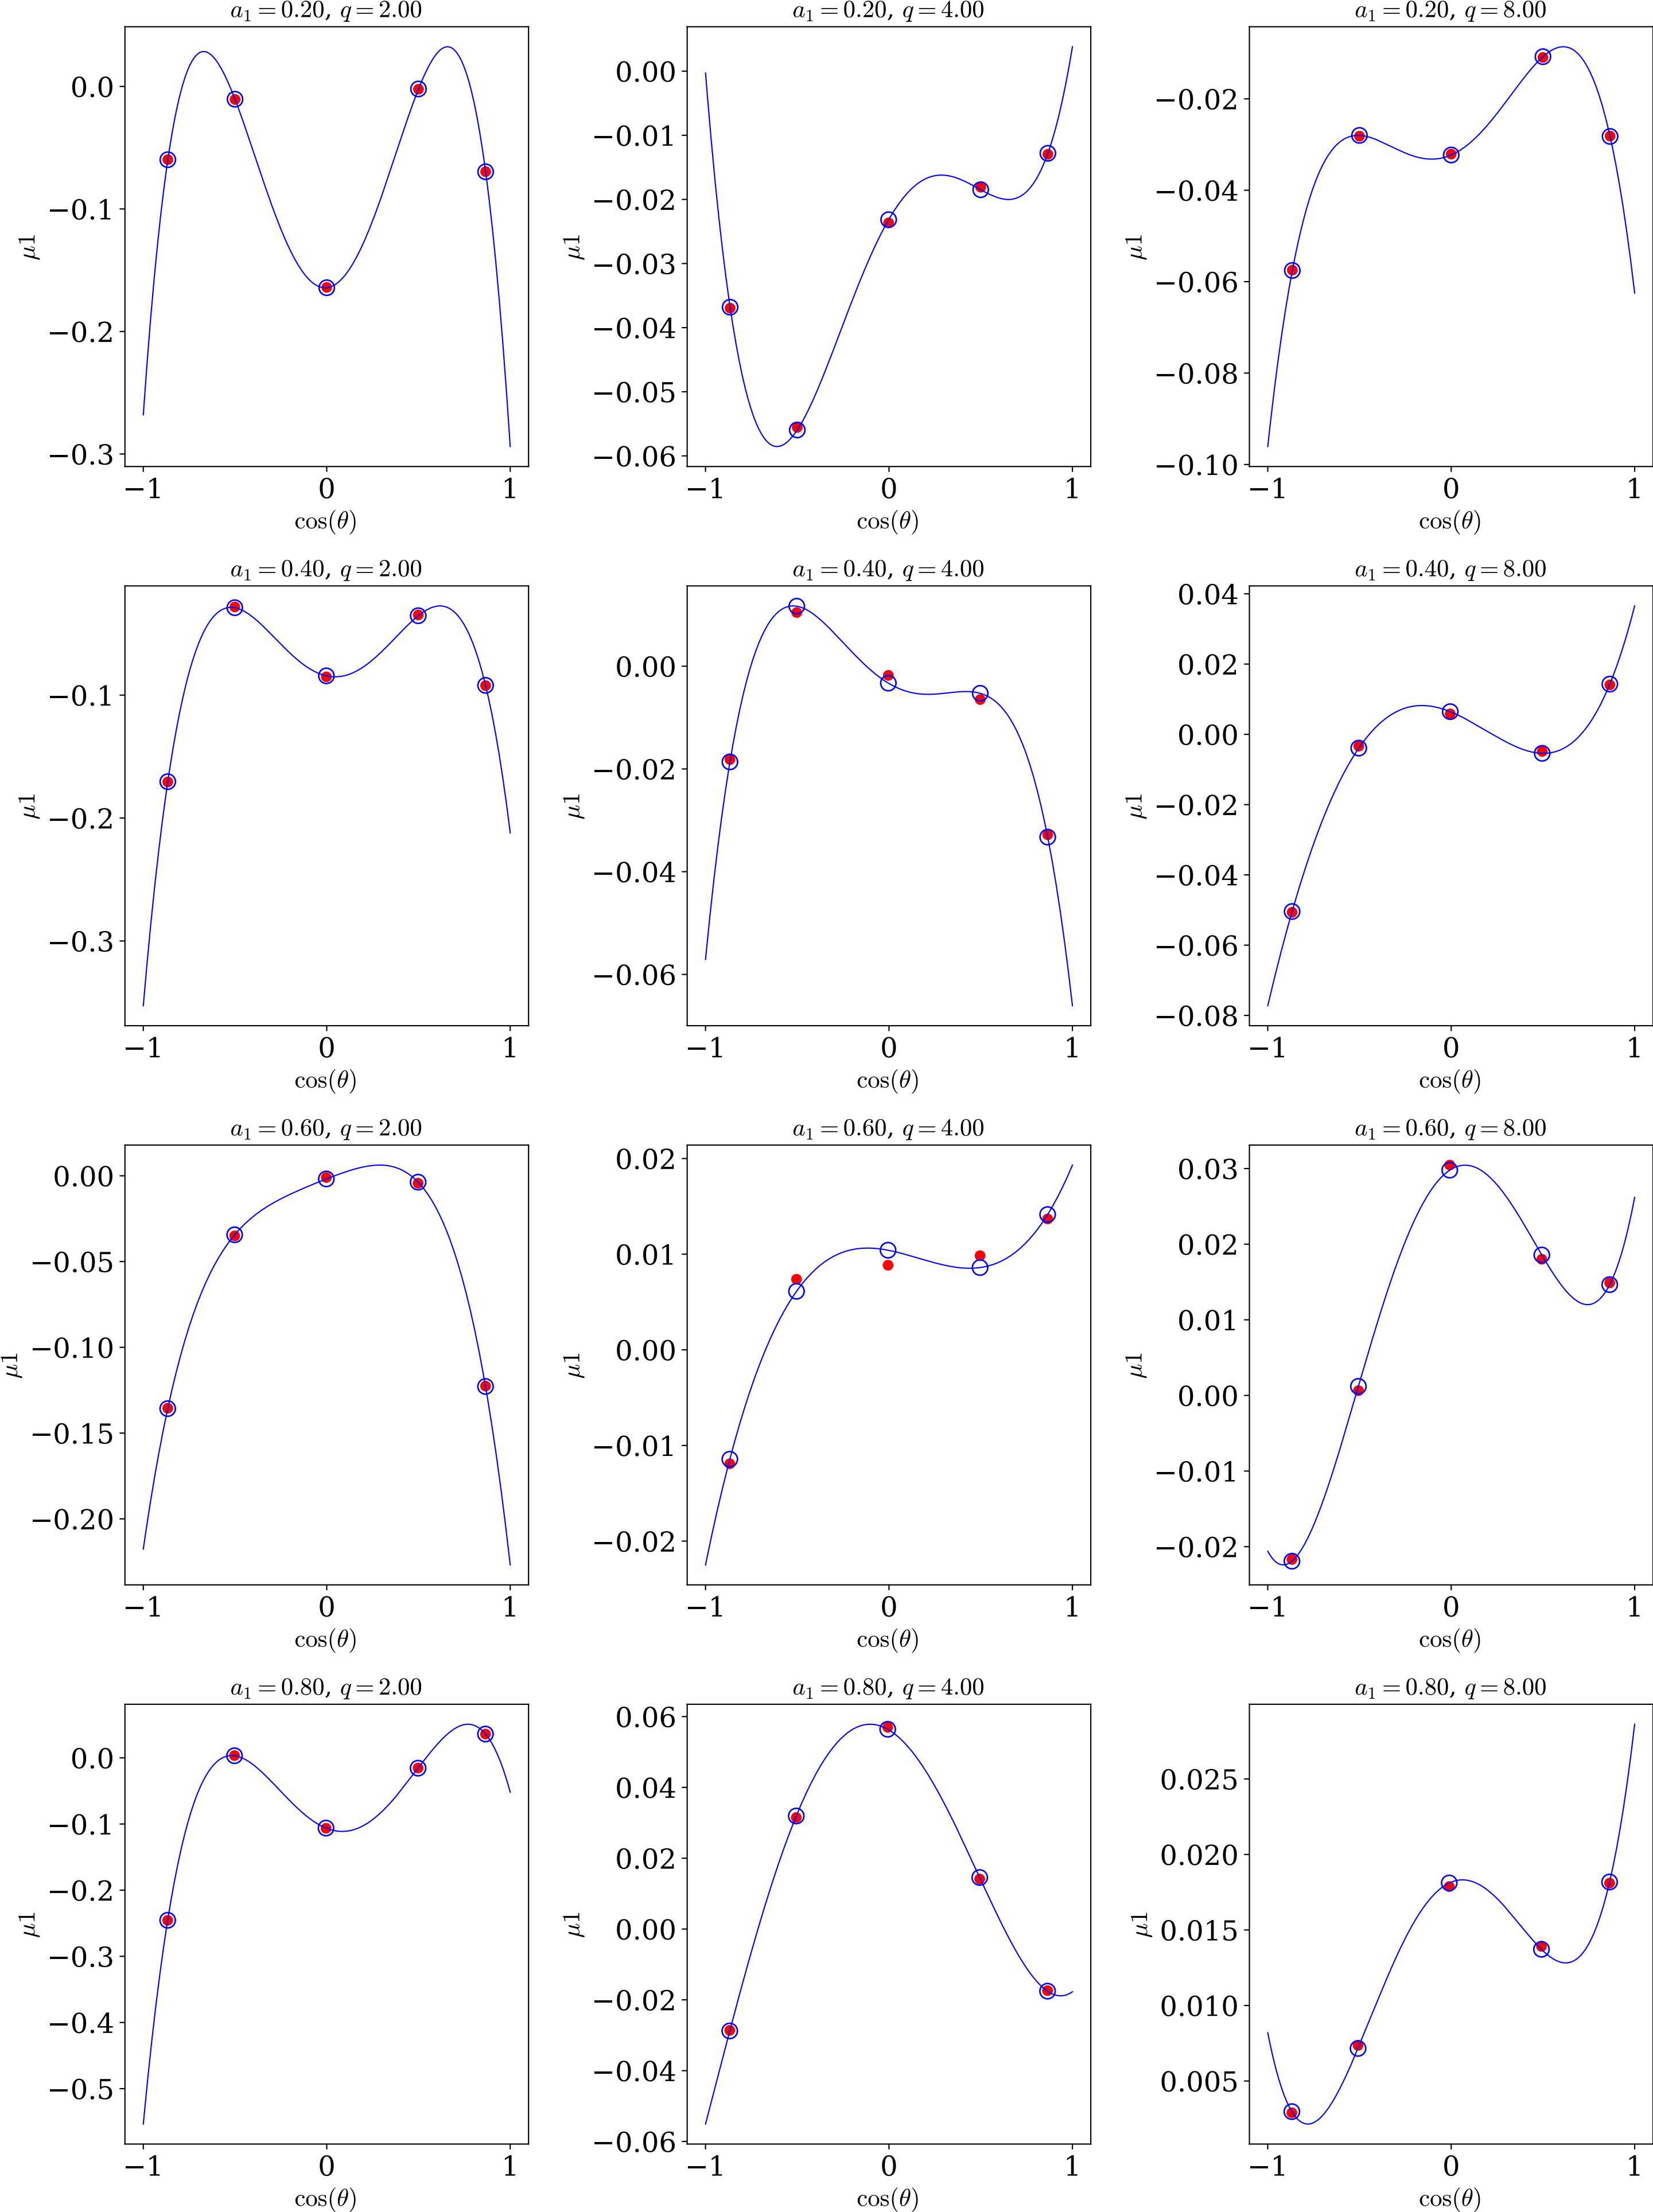 a₁ = 0.20, q = 2.00
0.0
−0.1
−0.2
−0.3
μ1
−1 0 1
cos(θ)
a₁ = 0.20, q = 4.00
0.00
−0.01
−0.02
−0.03
−0.04
−0.05
−0.06
μ1
−1 0 1
cos(θ)
a₁ = 0.20, q = 8.00
−0.02
−0.04
−0.06
−0.08
−0.10
μ1
−1 0 1
cos(θ)
a₁ = 0.40, q = 2.00
−0.1
−0.2
−0.3
μ1
−1 0 1
cos(θ)
a₁ = 0.40, q = 4.00
0.00
−0.02
−0.04
−0.06
μ1
−1 0 1
cos(θ)
a₁ = 0.40, q = 8.00
0.04
0.02
0.00
−0.02
−0.04
−0.06
−0.08
μ1
−1 0 1
cos(θ)
a₁ = 0.60, q = 2.00
0.00
−0.05
−0.10
−0.15
−0.20
μ1
−1 0 1
cos(θ)
a₁ = 0.60, q = 4.00
0.02
0.01
0.00
−0.01
−0.02
μ1
−1 0 1
cos(θ)
a₁ = 0.60, q = 8.00
0.03
0.02
0.01
0.00
−0.01
−0.02
μ1
−1 0 1
cos(θ)
a₁ = 0.80, q = 2.00
0.0
−0.1
−0.2
−0.3
−0.4
−0.5
μ1
−1 0 1
cos(θ)
a₁ = 0.80, q = 4.00
0.06
0.04
0.02
0.00
−0.02
−0.04
−0.06
μ1
−1 0 1
cos(θ)
a₁ = 0.80, q = 8.00
0.025
0.020
0.015
0.010
0.005
μ1
−1 0 1
cos(θ)